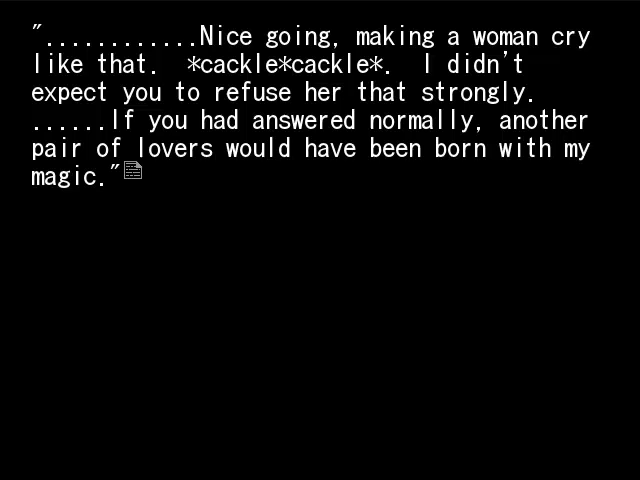 "............Nice going, making a woman cry
like that.  *cackle*cackle*.  I didn't
expect you to refuse her that strongly.
......If you had answered normally, another
pair of lovers would have been born with my
magic."